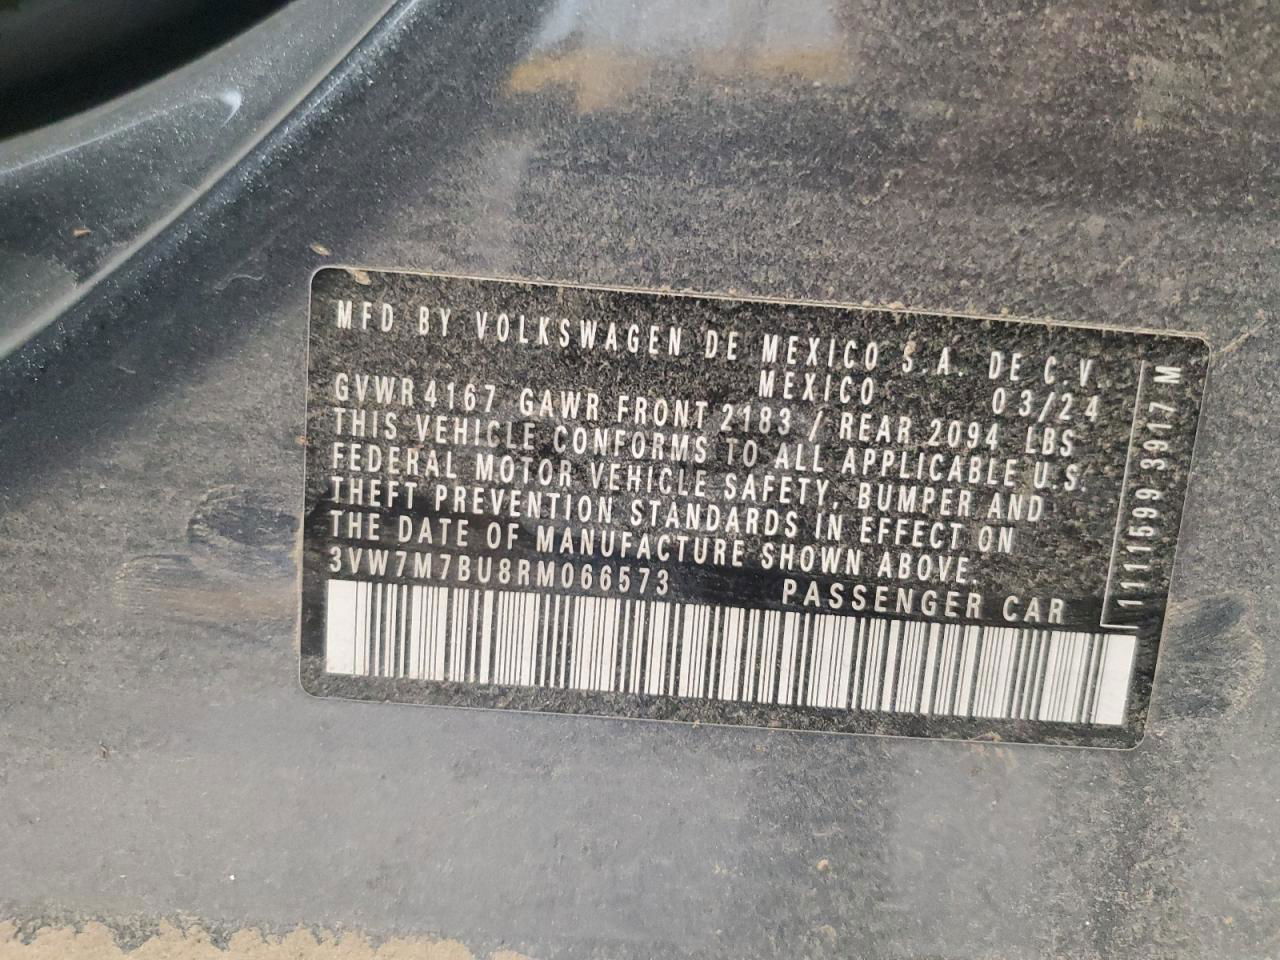 MFD BY VOLKSWAGEN DE MEXICO S.A. DE C.V.
MEXICO 03/24
GVWR 4167 GAWR FRONT 2183 / REAR 2094 LBS
THIS VEHICLE CONFORMS TO ALL APPLICABLE U.S.
FEDERAL MOTOR VEHICLE SAFETY, BUMPER AND
THEFT PREVENTION STANDARDS IN EFFECT ON
THE DATE OF MANUFACTURE SHOWN ABOVE.
3VW7M7BU8RM066573 PASSENGER CAR
111599 3917 M